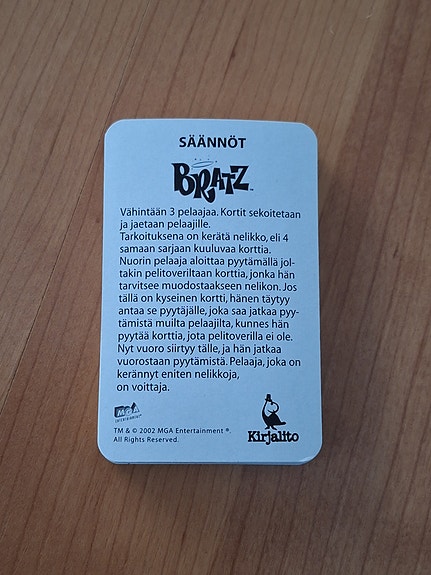 SÄÄNNÖT
BRATZ™
Vähintään 3 pelaajaa. Kortit sekoitetaan
ja jaetaan pelaajille.
Tarkoituksena on kerätä nelikko, eli 4
samaan sarjaan kuuluvaa korttia.
Nuorin pelaaja aloittaa pyytämällä jol-
takin pelitoveriltaan korttia, jonka hän
tarvitsee muodostaakseen nelikon. Jos
tällä on kyseinen kortti, hänen täytyy
antaa se pyytäjälle, joka saa jatkaa pyy-
tämistä muilta pelaajilta, kunnes hän
pyytää korttia, jota pelitoverilla ei ole.
Nyt vuoro siirtyy tälle, ja hän jatkaa
vuorostaan pyytämistä. Pelaaja, joka on
kerännyt eniten nelikkoja,
on voittaja.
MGA
ENTERTAINMENT
TM & © 2002 MGA Entertainment ®.
All Rights Reserved.
Kirjalito